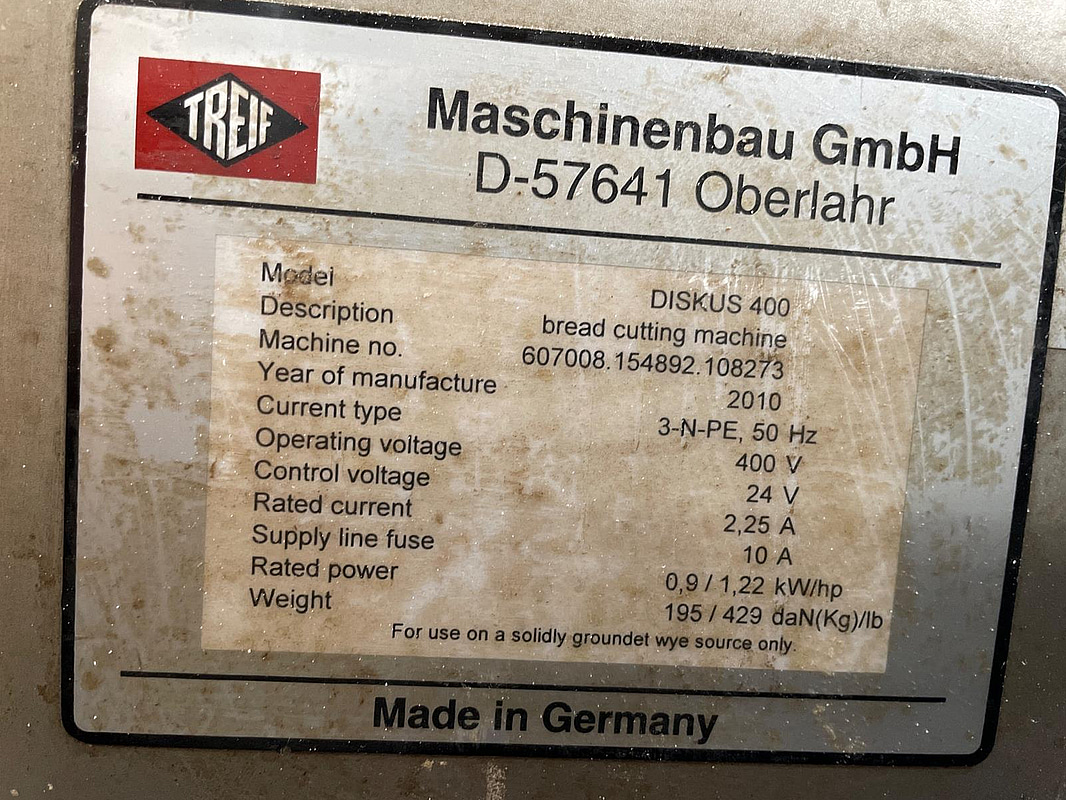 TREIF
Maschinenbau GmbH
D-57641 Oberlahr
Model DISKUS 400
Description bread cutting machine
Machine no. 607008.154892.108273
Year of manufacture 2010
Current type 3-N-PE, 50 Hz
Operating voltage 400 V
Control voltage 24 V
Rated current 2,25 A
Supply line fuse 10 A
Rated power 0,9 / 1,22 kW/hp
Weight 195 / 429 daN(Kg)/lb
For use on a solidly groundet wye source only.
Made in Germany